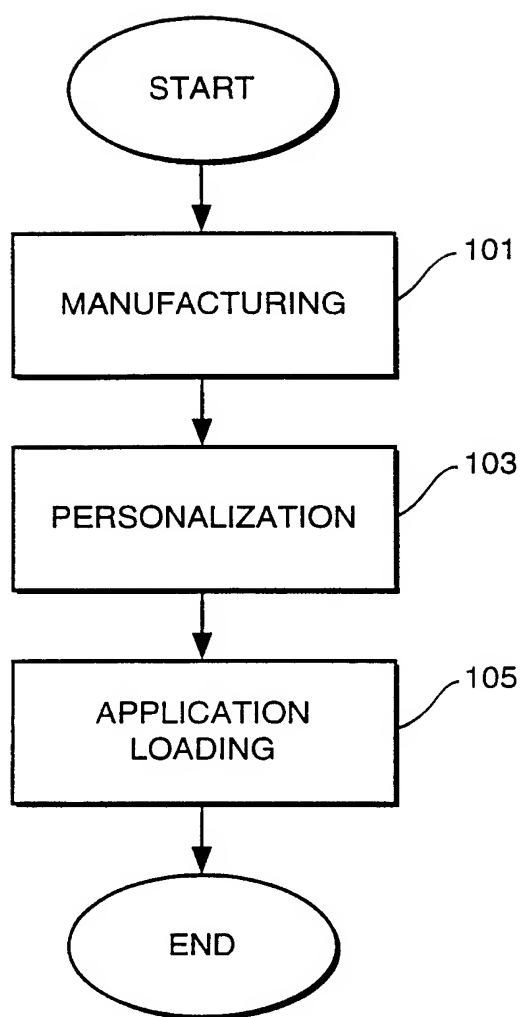 START
101
MANUFACTURING
103
PERSONALIZATION
105
APPLICATION
LOADING
END